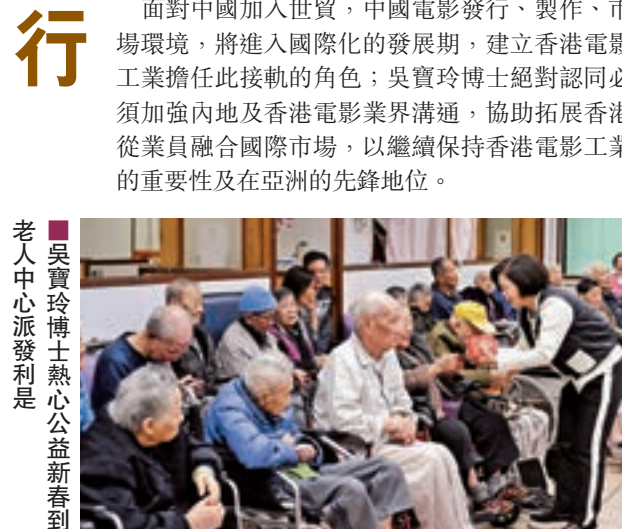 行
面對中國加入世貿，中國電影發行、製作、市
場環境，將進入國際化的發展期，建立香港電影
工業擔任此接軌的角色；吳寶玲博士絕對認同必
須加強內地及香港電影業界溝通，協助拓展香港
從業員融合國際市場，以繼續保持香港電影工業
的重要性及在亞洲的先鋒地位。
■吳寶玲博士熱心公益新春到
老人中心派發利是